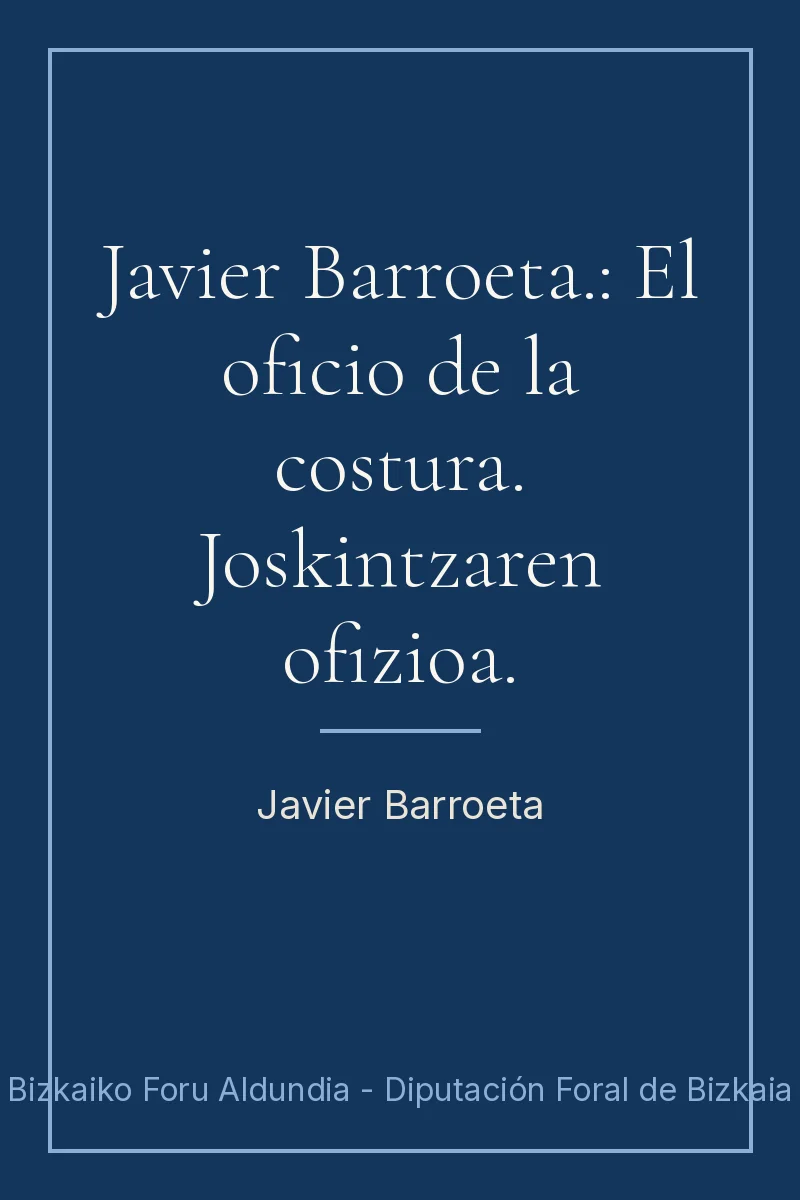 Javier Barroeta.: El
oficio de la
costura.
Joskintzaren
ofizioa.
Javier Barroeta
Bizkaiko Foru Aldundia - Diputación Foral de Bizkaia